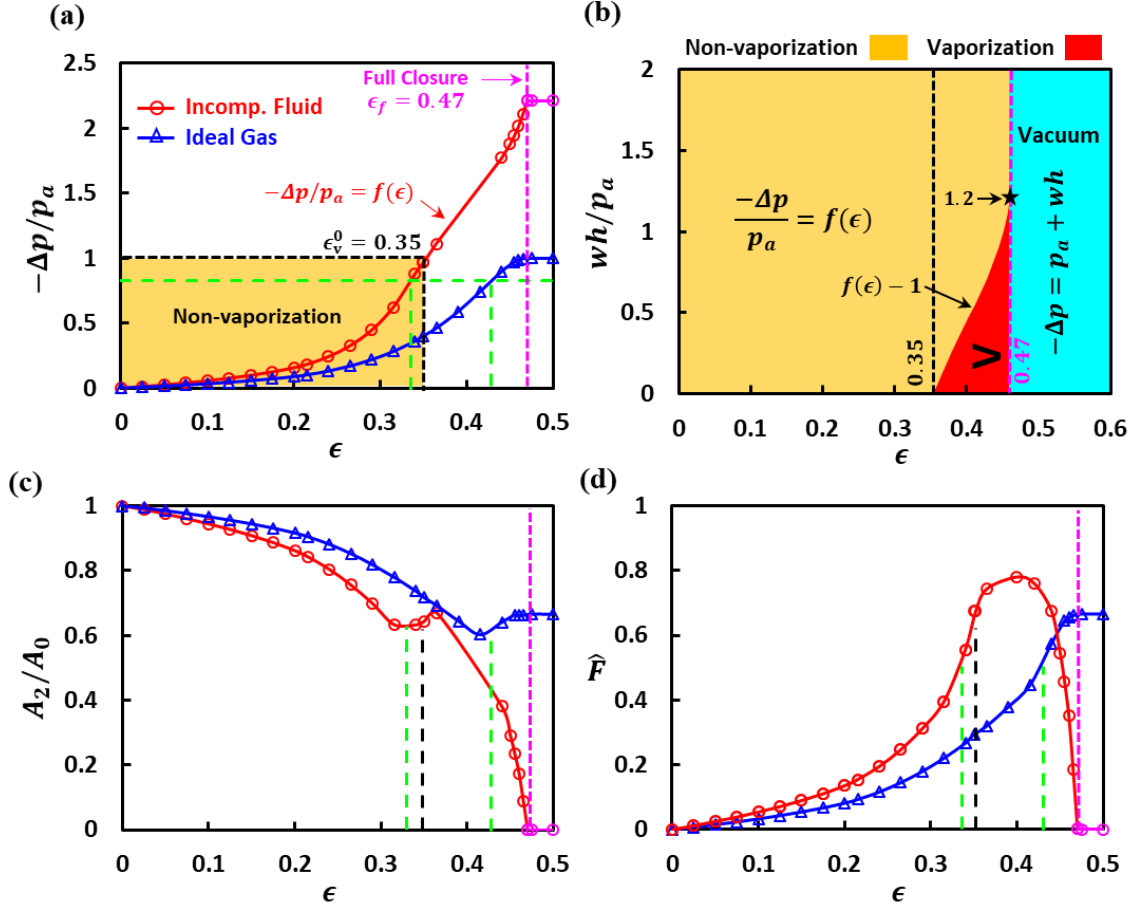 (a)
2.5
2
1.5
1
0.5
0
0
0.1
0.2
0.3
0.4
0.5
−Δp/p_a
ϵ
Incomp. Fluid
Ideal Gas
Full Closure
ϵ_f = 0.47
−Δp/p_a = f(ϵ)
ϵ_v^0 = 0.35
Non-vaporization
(b)
Non-vaporization
Vaporization
2
1.5
1
0.5
0
0
0.1
0.2
0.3
0.4
0.5
0.6
wh/p_a
ϵ
−Δp/p_a = f(ϵ)
1.2
f(ϵ) − 1
0.35
V
0.47
Vacuum
−Δp = p_a + wh
(c)
1
0.8
0.6
0.4
0.2
0
0
0.1
0.2
0.3
0.4
0.5
A_2/A_0
ϵ
(d)
1
0.8
0.6
0.4
0.2
0
0
0.1
0.2
0.3
0.4
0.5
F̂
ϵ